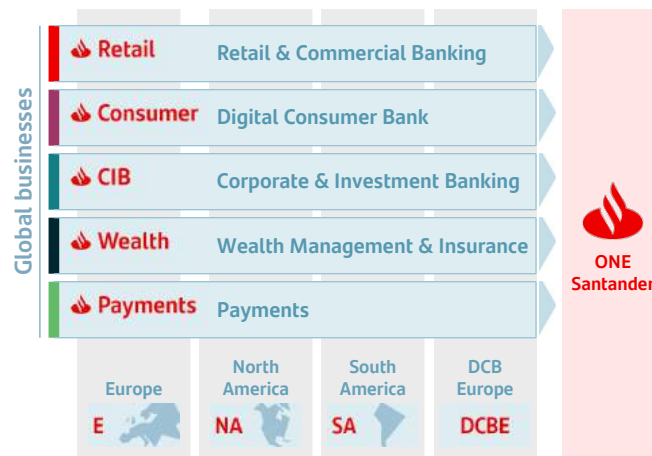 Global businesses
Retail Retail & Commercial Banking
Consumer Digital Consumer Bank
CIB Corporate & Investment Banking
Wealth Wealth Management & Insurance
Payments Payments
ONE
Santander
Europe
North
America
South
America
DCB
Europe
E
NA
SA
DCBE